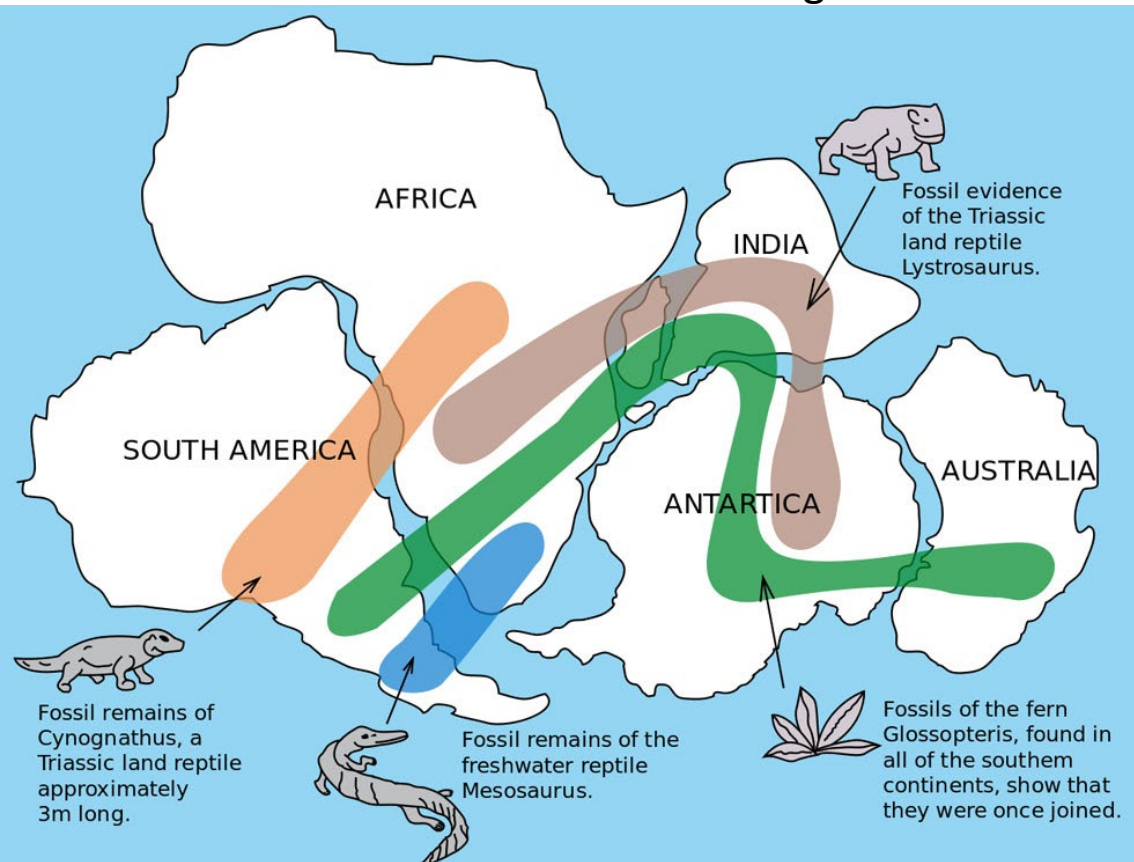 AFRICA
INDIA
Fossil evidence
of the Triassic
land reptile
Lystrosaurus.
SOUTH AMERICA
ANTARTICA
AUSTRALIA
Fossil remains of
Cynognathus, a
Triassic land reptile
approximately
3m long.
Fossil remains of the
freshwater reptile
Mesosaurus.
Fossils of the fern
Glossopteris, found in
all of the southem
continents, show that
they were once joined.